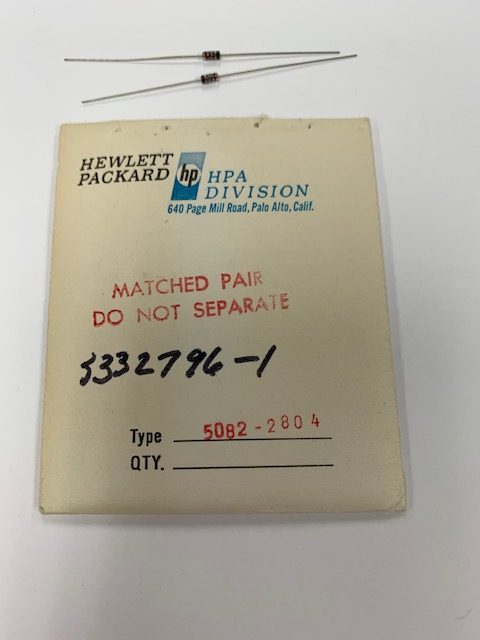 HEWLETT
PACKARD
hp
HPA
DIVISION
640 Page Mill Road, Palo Alto, Calif.
MATCHED PAIR
DO NOT SEPARATE
5332796-1
Type 5082-2804
QTY.